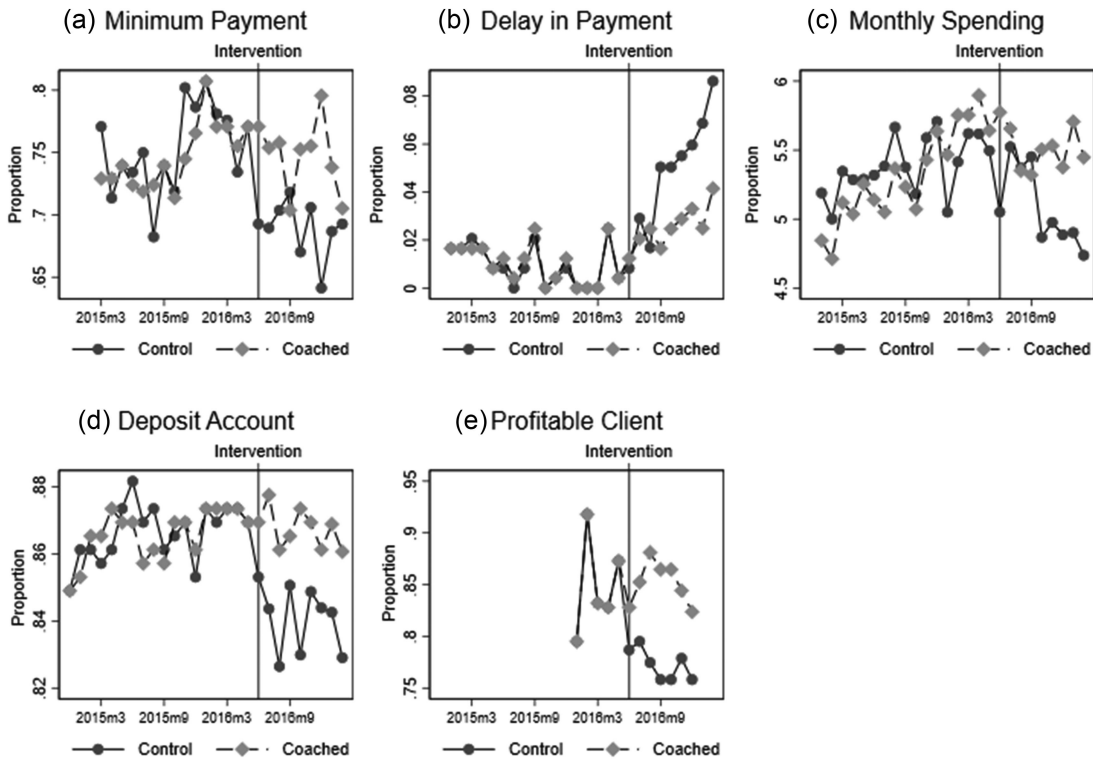 (a) Minimum Payment
Intervention
Proportion
.8
.75
.7
.65
2015m3 2015m9 2016m3 2016m9
Control Coached
(b) Delay in Payment
Intervention
Proportion
.08
.06
.04
.02
0
2015m3 2015m9 2016m3 2016m9
Control Coached
(c) Monthly Spending
Intervention
Proportion
6
5.5
5
4.5
2015m3 2015m9 2016m3 2016m9
Control Coached
(d) Deposit Account
Intervention
Proportion
.88
.86
.84
.82
2015m3 2015m9 2016m3 2016m9
Control Coached
(e) Profitable Client
Intervention
Proportion
.95
.9
.85
.8
.75
2015m3 2015m9 2016m3 2016m9
Control Coached